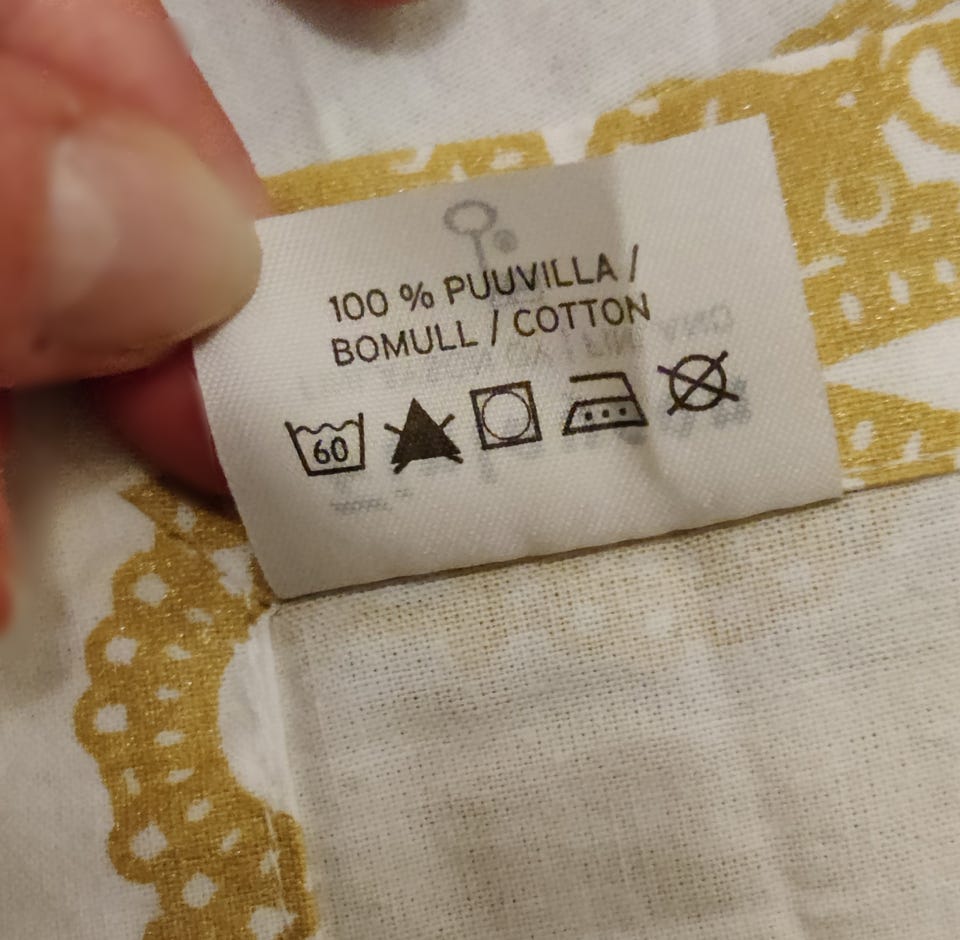 100 % PUUVILLA /
BOMULL / COTTON
60